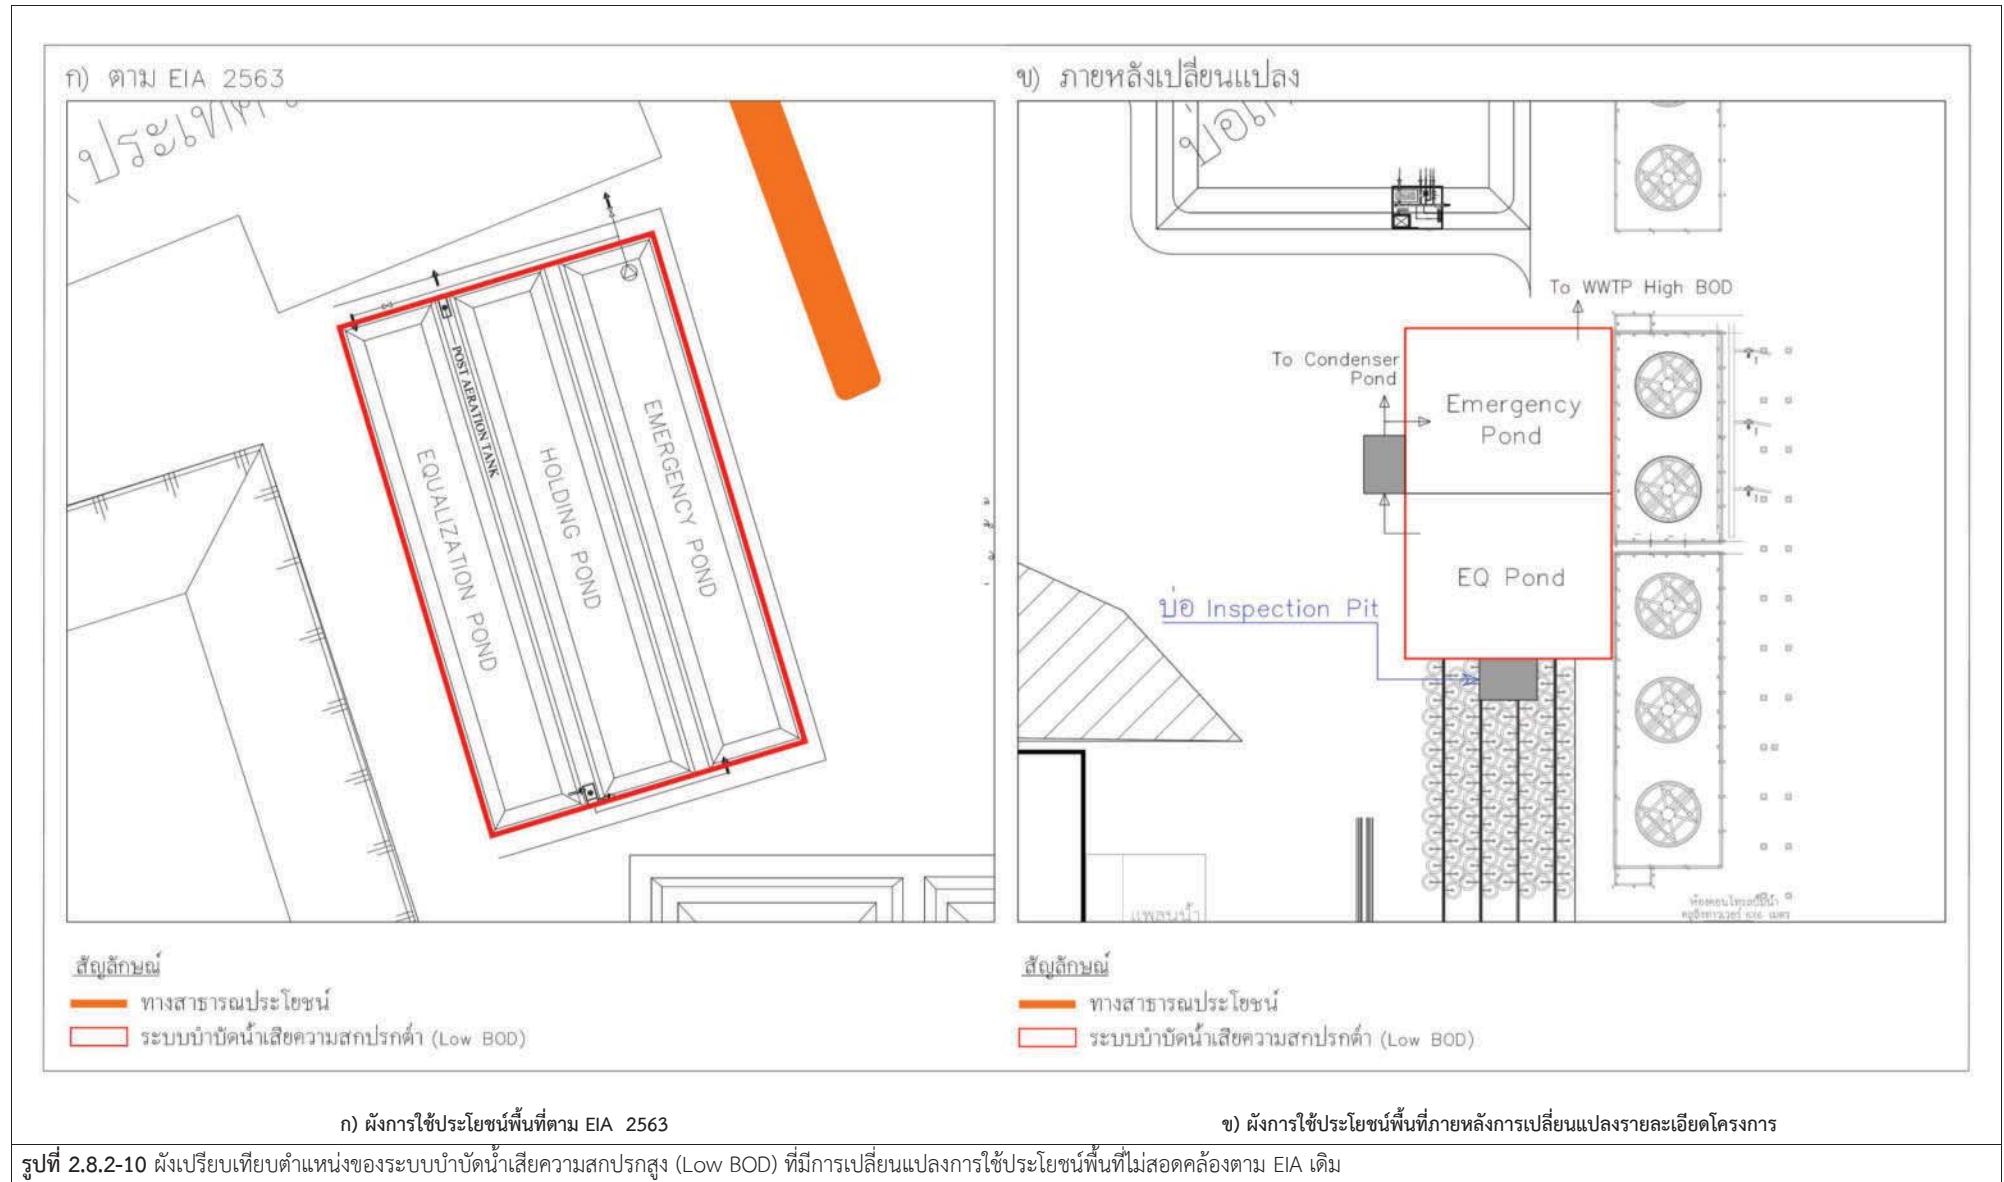 ก) ตาม EIA 2563
ประเภท
POST AERATION TANK
EQUALIZATION POND
HOLDING POND
EMERGENCY POND
สัญลักษณ์
ทางสาธารณประโยชน์
ระบบบำบัดน้ำเสียความสกปรกต่ำ (Low BOD)
ข) ภายหลังเปลี่ยนแปลง
To WWTP High BOD
To Condenser
Pond
Emergency
Pond
EQ Pond
บ่อ Inspection Pit
สัญลักษณ์
ทางสาธารณประโยชน์
ระบบบำบัดน้ำเสียความสกปรกต่ำ (Low BOD)
ก) ผังการใช้ประโยชน์พื้นที่ตาม EIA 2563
ข) ผังการใช้ประโยชน์พื้นที่ภายหลังการเปลี่ยนแปลงรายละเอียดโครงการ
รูปที่ 2.8.2-10 ผังเปรียบเทียบตำแหน่งของระบบบำบัดน้ำเสียความสกปรกสูง (Low BOD) ที่มีการเปลี่ยนแปลงการใช้ประโยชน์พื้นที่ไม่สอดคล้องตาม EIA เดิม